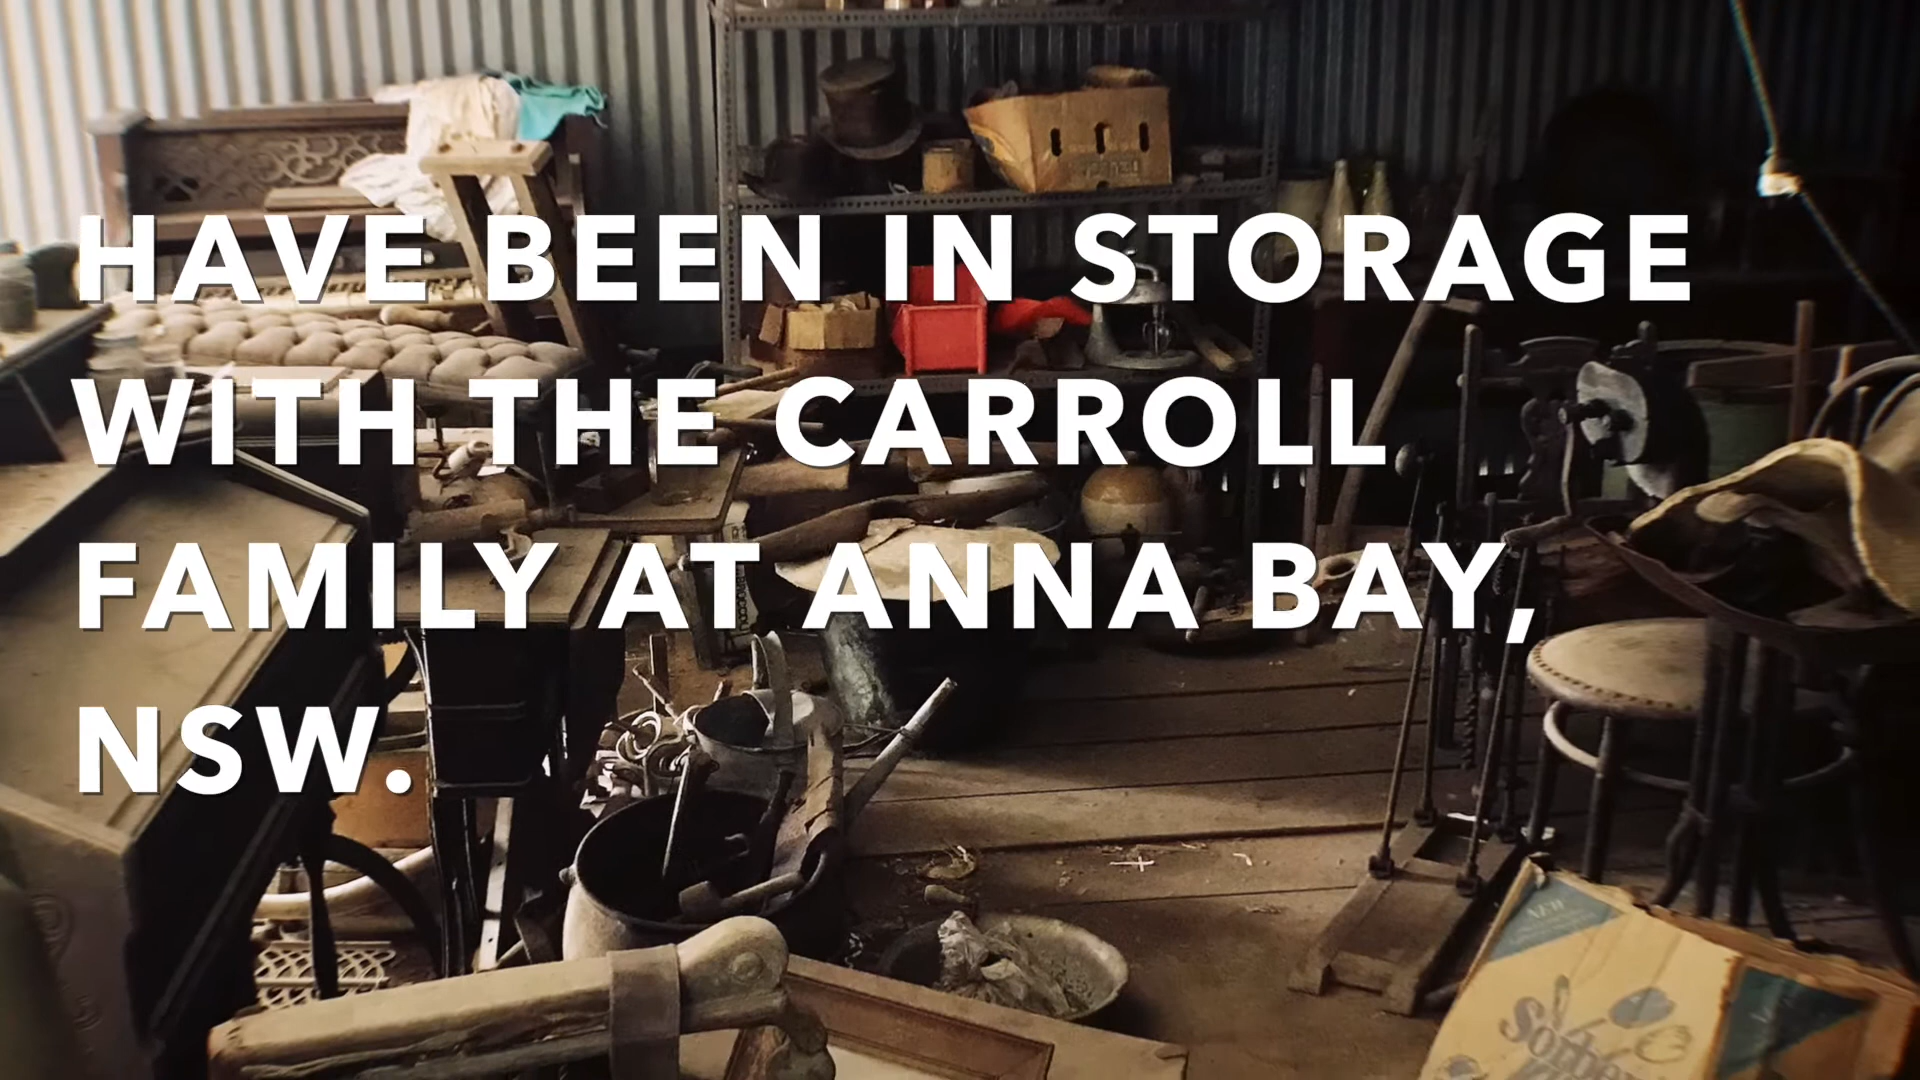 HAVE BEEN IN STORAGE
WITH THE CARROLL
FAMILY AT ANNA BAY,
NSW.